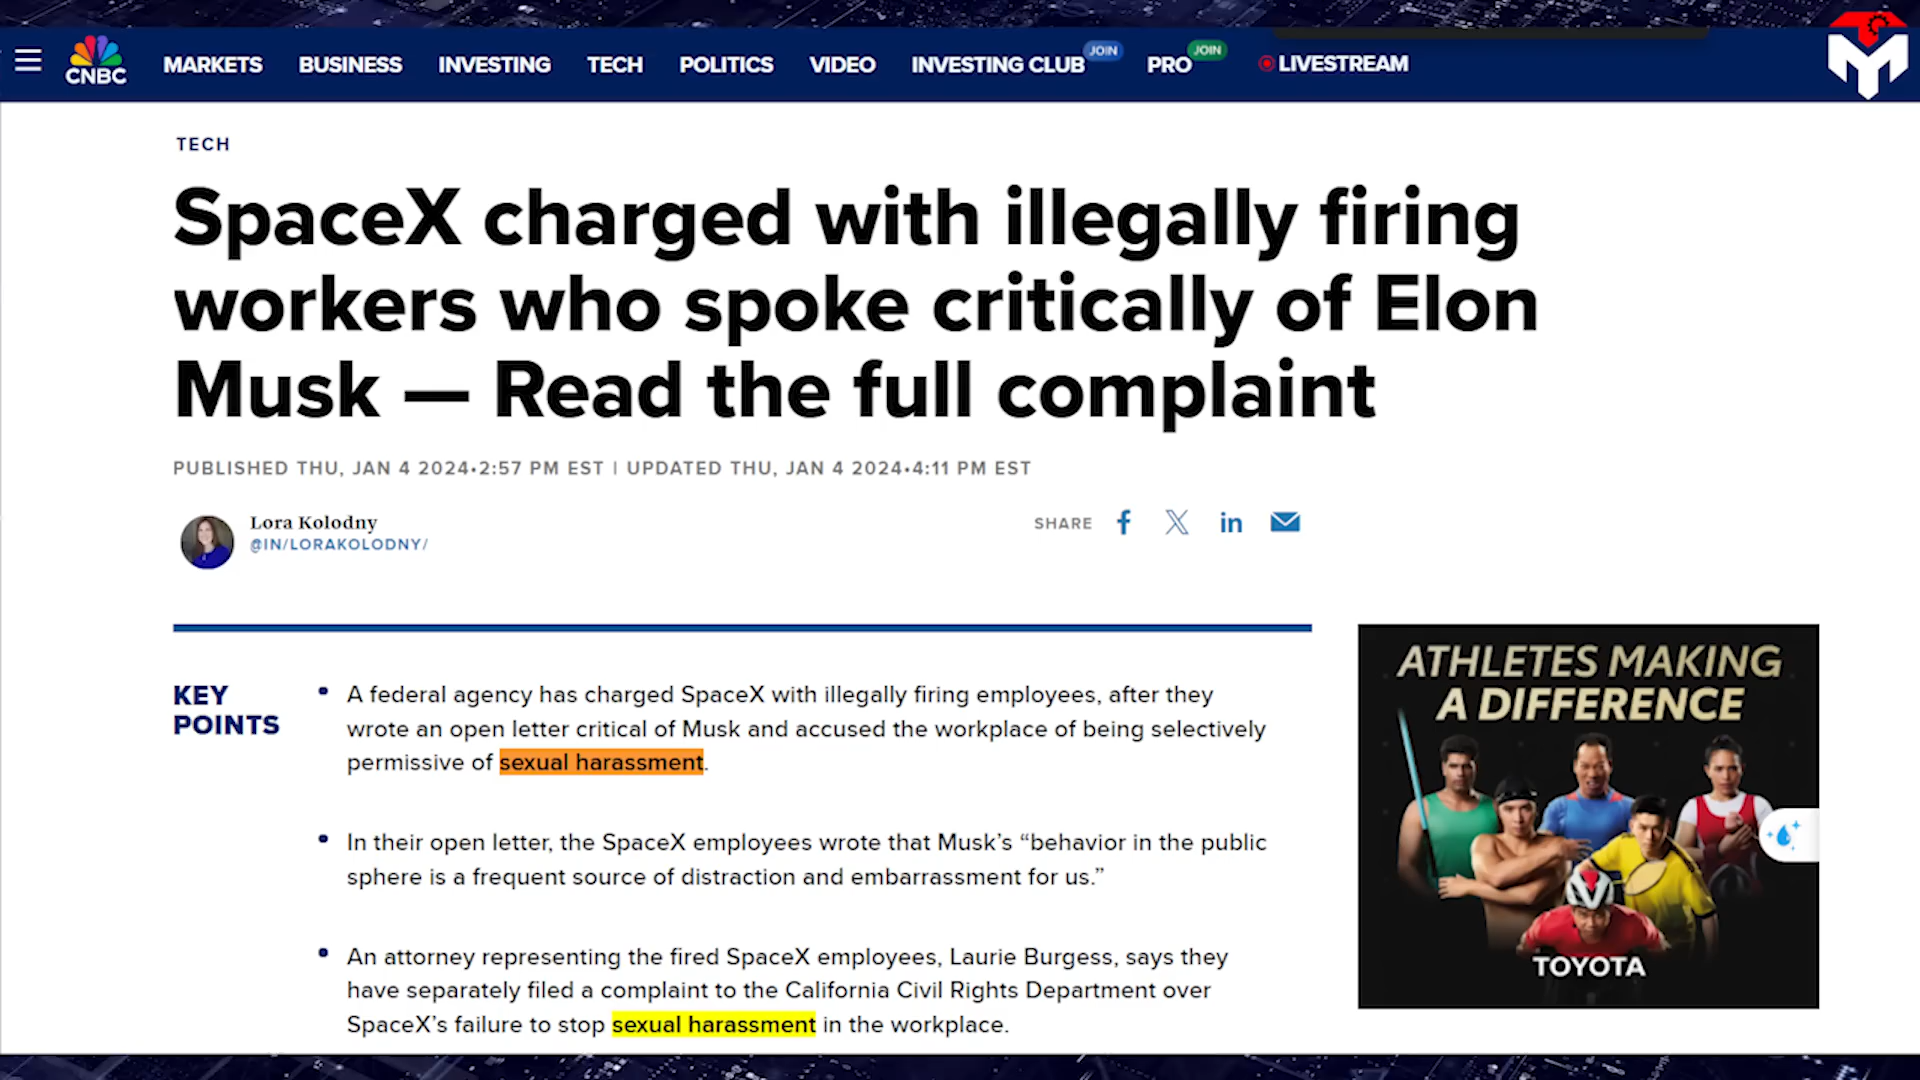 CNBC
MARKETS BUSINESS INVESTING TECH POLITICS VIDEO INVESTING CLUB JOIN PRO JOIN LIVESTREAM
TECH
SpaceX charged with illegally firing
workers who spoke critically of Elon
Musk — Read the full complaint
PUBLISHED THU, JAN 4 2024•2:57 PM EST | UPDATED THU, JAN 4 2024•4:11 PM EST
Lora Kolodny
@IN/LORAKOLODNY/
SHARE
KEY
POINTS
• A federal agency has charged SpaceX with illegally firing employees, after they
wrote an open letter critical of Musk and accused the workplace of being selectively
permissive of sexual harassment.
• In their open letter, the SpaceX employees wrote that Musk’s “behavior in the public
sphere is a frequent source of distraction and embarrassment for us.”
• An attorney representing the fired SpaceX employees, Laurie Burgess, says they
have separately filed a complaint to the California Civil Rights Department over
SpaceX’s failure to stop sexual harassment in the workplace.
ATHLETES MAKING
A DIFFERENCE
TOYOTA